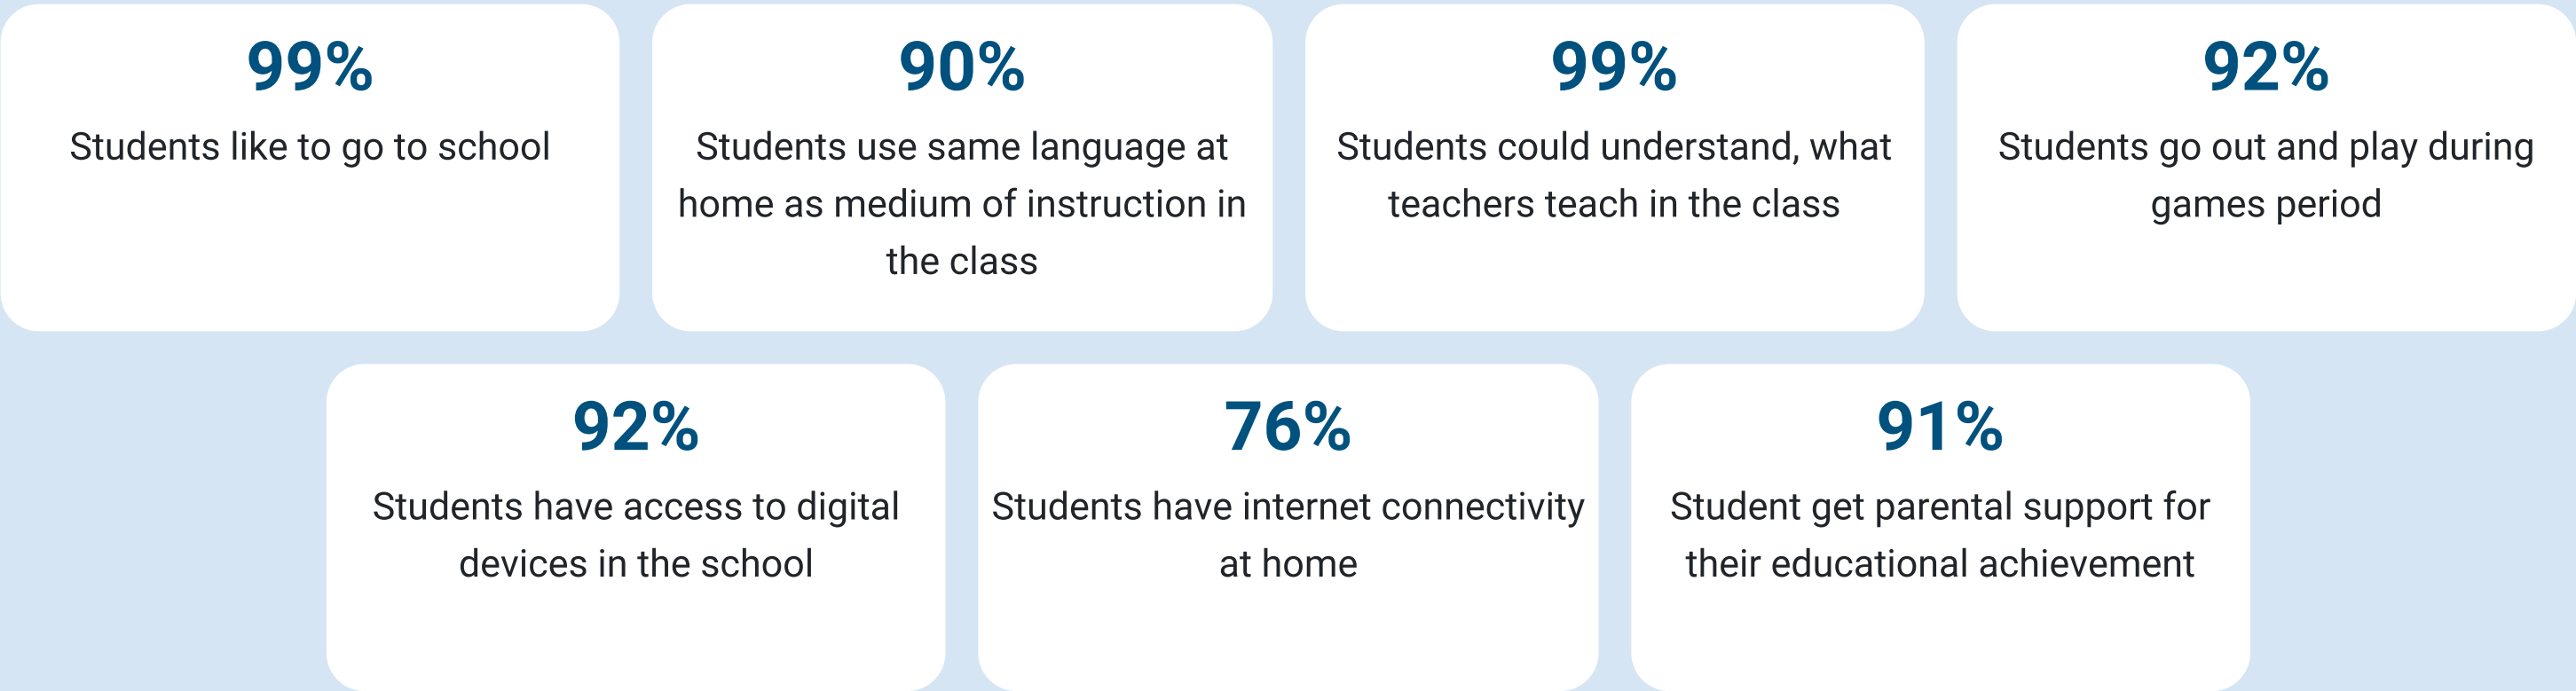 99%
Students like to go to school
90%
Students use same language at
home as medium of instruction in
the class
99%
Students could understand, what
teachers teach in the class
92%
Students go out and play during
games period
92%
Students have access to digital
devices in the school
76%
Students have internet connectivity
at home
91%
Student get parental support for
their educational achievement